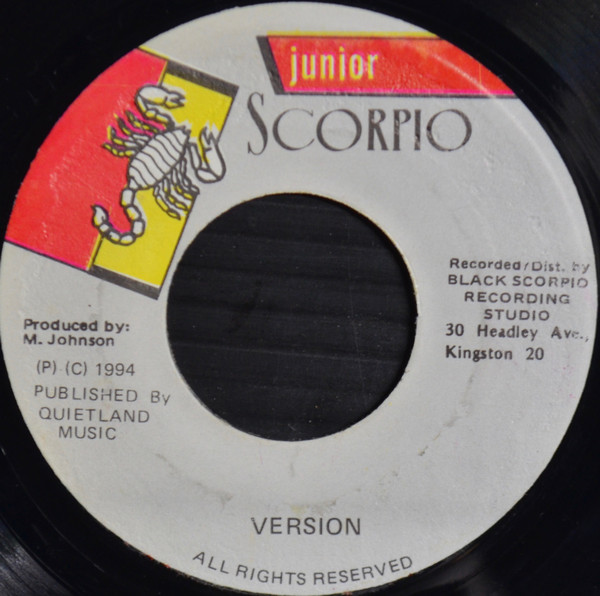 junior
SCORPIO
Recorded/Dist. by
BLACK SCORPIO
RECORDING
STUDIO
30 Headley Ave.,
Kingston 20
Produced by:
M. Johnson
(P) (C) 1994
PUBLISHED By
QUIETLAND
MUSIC
VERSION
ALL RIGHTS RESERVED